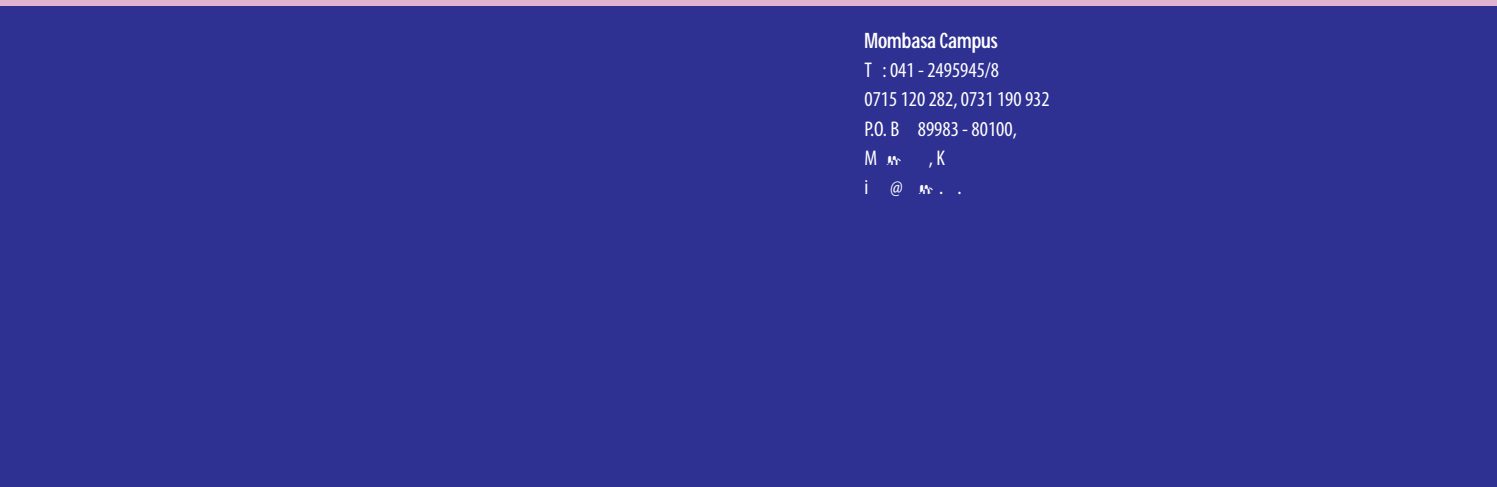 Mombasa Campus
T : 041 - 2495945/8
0715 120 282, 0731 190 932
P.O. B 89983 - 80100,
M , K
i @ . .